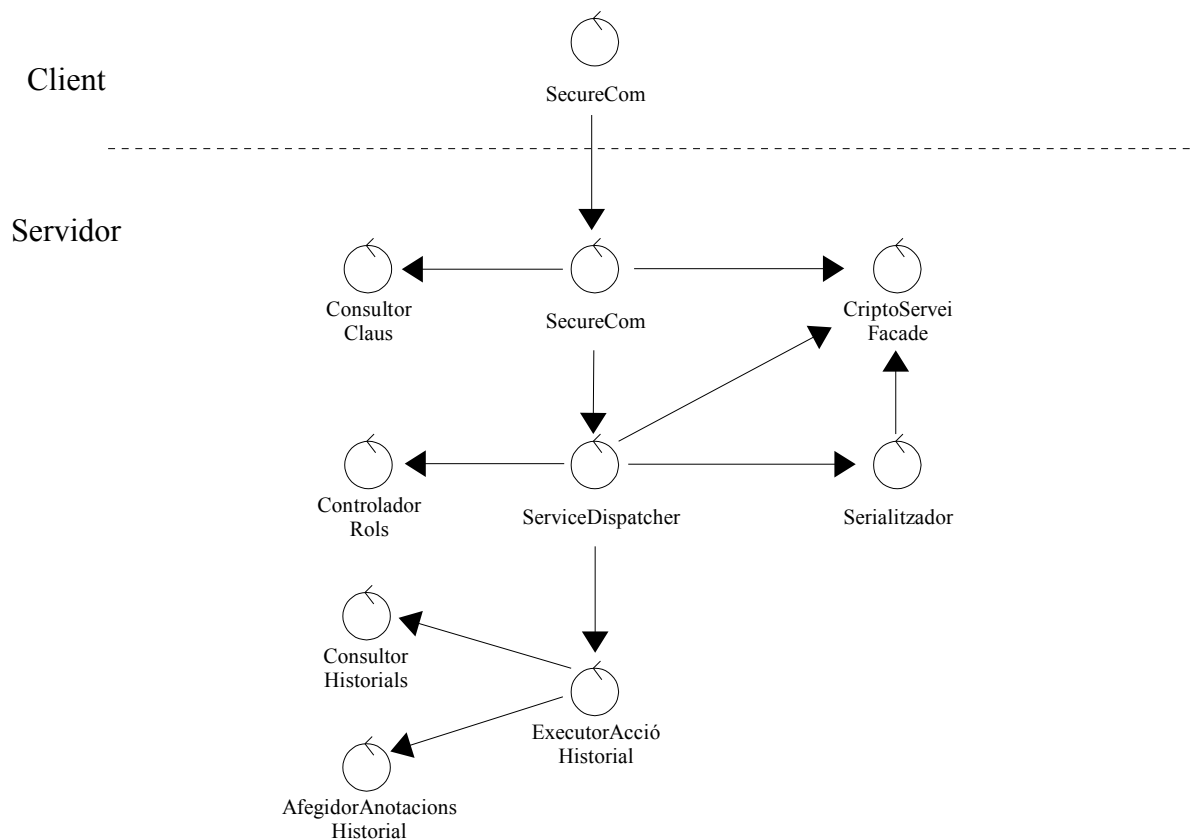 Client
SecureCom
Servidor
Consultor
Claus
SecureCom
CriptoServei
Facade
Controlador
Rols
ServiceDispatcher
Serialitzador
Consultor
Historials
ExecutorAcció
Historial
AfegidorAnotacions
Historial